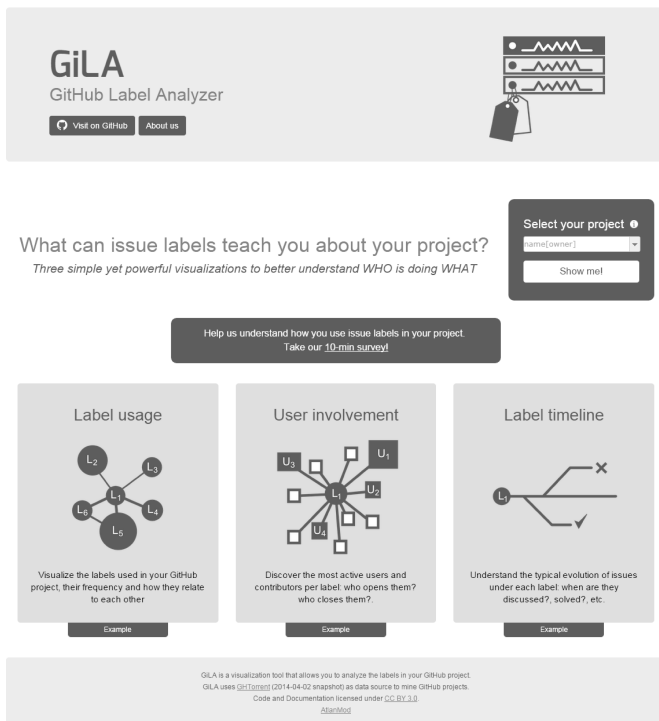 GiLA
GitHub Label Analyzer
Visit on GitHub
About us
What can issue labels teach you about your project?
Three simple yet powerful visualizations to better understand WHO is doing WHAT
Select your project
name[owner]
Show me!
Help us understand how you use issue labels in your project.
Take our 10-min survey!
Label usage
L2
L3
L1
L6
L4
L5
Visualize the labels used in your GitHub
project, their frequency and how they relate
to each other
Example
User involvement
U3
U1
L1
U2
U4
Discover the most active users and
contributors per label: who opens them?
who closes them?.
Example
Label timeline
L1
Understand the typical evolution of issues
under each label: when are they
discussed?, solved?, etc.
Example
GiLA is a visualization tool that allows you to analyze the labels in your GitHub project.
GiLA uses GHTorrent (2014-04-02 snapshot) as data source to mine GitHub projects.
Code and Documentation licensed under CC BY 3.0.
AtlanMod